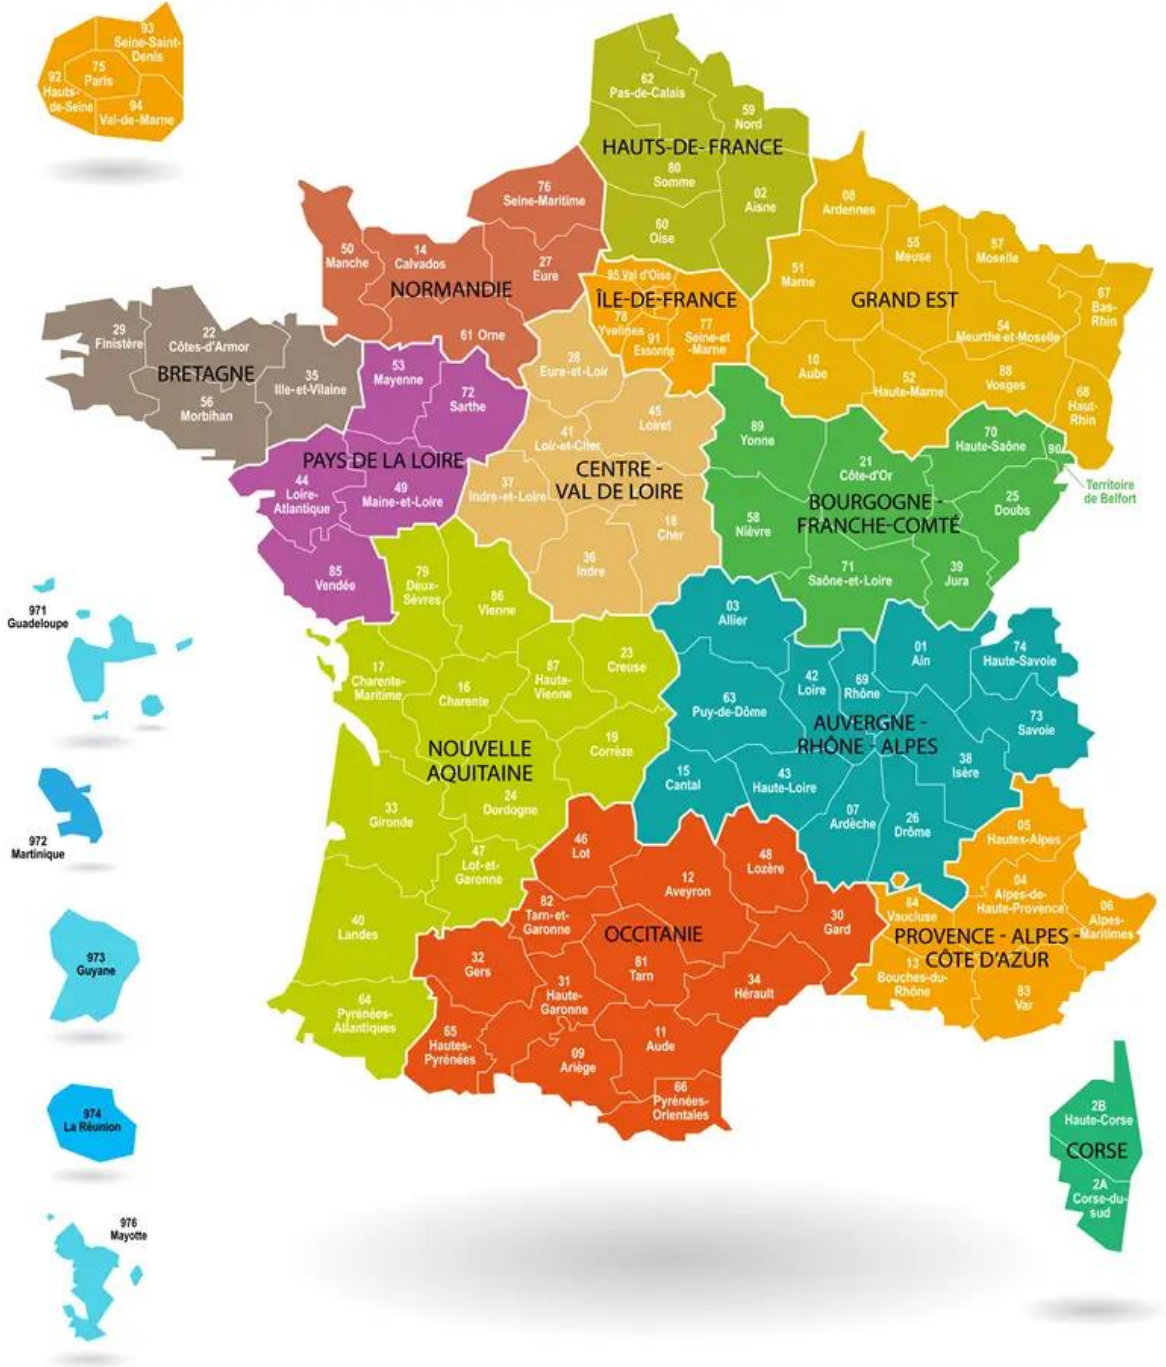 93
Seine-Saint-
Denis
75
Paris
92
Hauts-
de-Seine
94
Val-de-Marne
62
Pas-de-Calais
59
Nord
HAUTS-DE- FRANCE
80
Somme
02
Aisne
60
Oise
76
Seine-Maritime
50
Manche
14
Calvados
27
Eure
NORMANDIE
61 Orne
95 Val d'Oise
ÎLE-DE-FRANCE
78
Yvelines
91
Essonne
77
Seine-et
-Marne
08
Ardennes
55
Meuse
57
Moselle
51
Marne
GRAND EST
67
Bas-
Rhin
54
Meurthe-et-Moselle
10
Aube
52
Haute-Marne
88
Vosges
68
Haut-
Rhin
29
Finistère
22
Côtes-d'Armor
BRETAGNE
35
Ille-et-Vilaine
56
Morbihan
53
Mayenne
72
Sarthe
PAYS DE LA LOIRE
44
Loire-
Atlantique
49
Maine-et-Loire
85
Vendée
28
Eure-et-Loir
45
Loiret
41
Loir-et-Cher
CENTRE -
VAL DE LOIRE
37
Indre-et-Loire
18
Cher
36
Indre
89
Yonne
21
Côte-d'Or
70
Haute-Saône
90
Territoire
de Belfort
BOURGOGNE -
FRANCHE-COMTÉ
25
Doubs
58
Nièvre
71
Saône-et-Loire
39
Jura
79
Deux-
Sèvres
86
Vienne
17
Charente-
Maritime
16
Charente
87
Haute-
Vienne
23
Creuse
19
Corrèze
NOUVELLE
AQUITAINE
24
Dordogne
33
Gironde
47
Lot-et-
Garonne
40
Landes
64
Pyrénées-
Atlantiques
03
Allier
01
Ain
74
Haute-Savoie
42
Loire
69
Rhône
63
Puy-de-Dôme
73
Savoie
AUVERGNE -
RHÔNE - ALPES
38
Isère
15
Cantal
43
Haute-Loire
07
Ardèche
26
Drôme
46
Lot
48
Lozère
12
Aveyron
82
Tarn-et-
Garonne
30
Gard
OCCITANIE
32
Gers
81
Tarn
31
Haute-
Garonne
34
Hérault
65
Hautes-
Pyrénées
11
Aude
09
Ariège
66
Pyrénées-
Orientales
05
Hautes-Alpes
04
Alpes-de-
Haute-Provence
06
Alpes-
Maritimes
84
Vaucluse
PROVENCE - ALPES -
CÔTE D'AZUR
13
Bouches-du-
Rhône
83
Var
2B
Haute-Corse
CORSE
2A
Corse-du-
sud
971
Guadeloupe
972
Martinique
973
Guyane
974
La Réunion
976
Mayotte